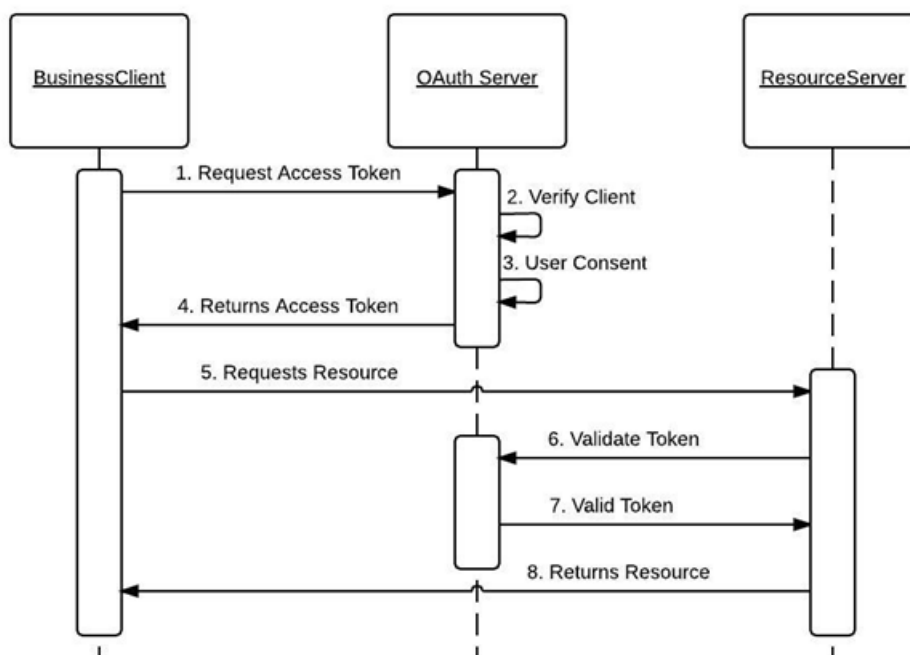 BusinessClient
OAuth Server
ResourceServer
1. Request Access Token
2. Verify Client
3. User Consent
4. Returns Access Token
5. Requests Resource
6. Validate Token
7. Valid Token
8. Returns Resource